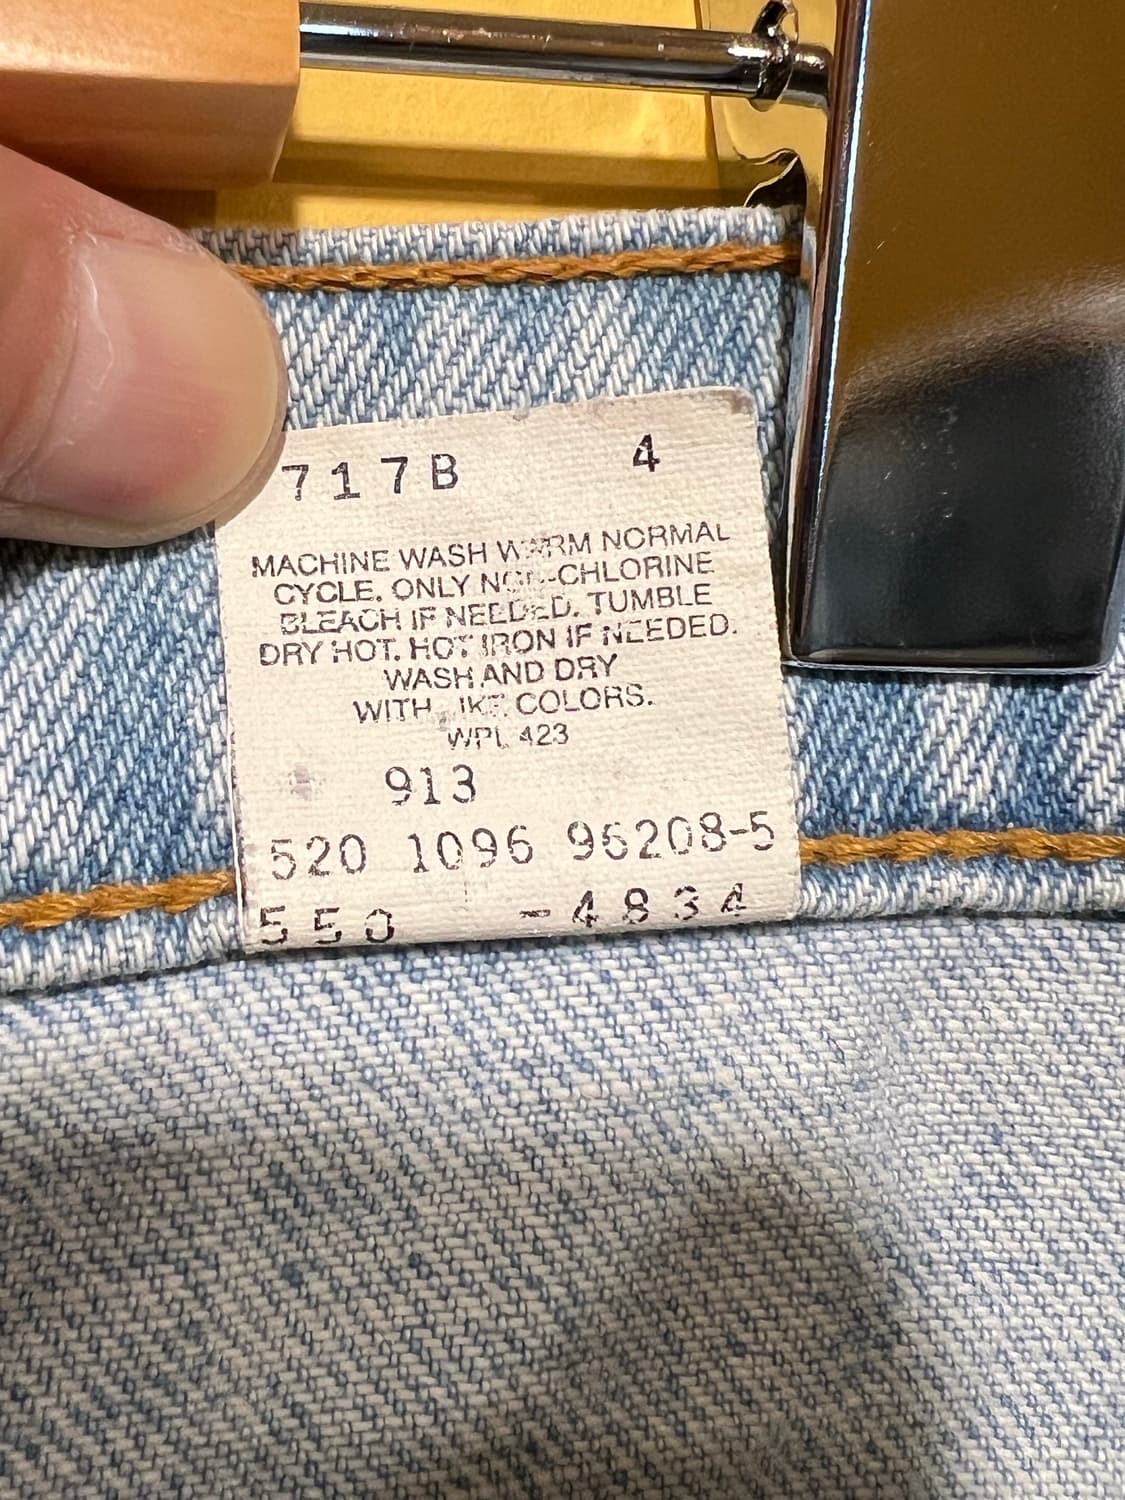 717B 4
MACHINE WASH WARM NORMAL
CYCLE. ONLY NON-CHLORINE
BLEACH IF NEEDED. TUMBLE
DRY HOT. HOT IRON IF NEEDED.
WASH AND DRY
WITH LIKE COLORS.
WPL 423
913
520 1096 96208-5
550 -4834